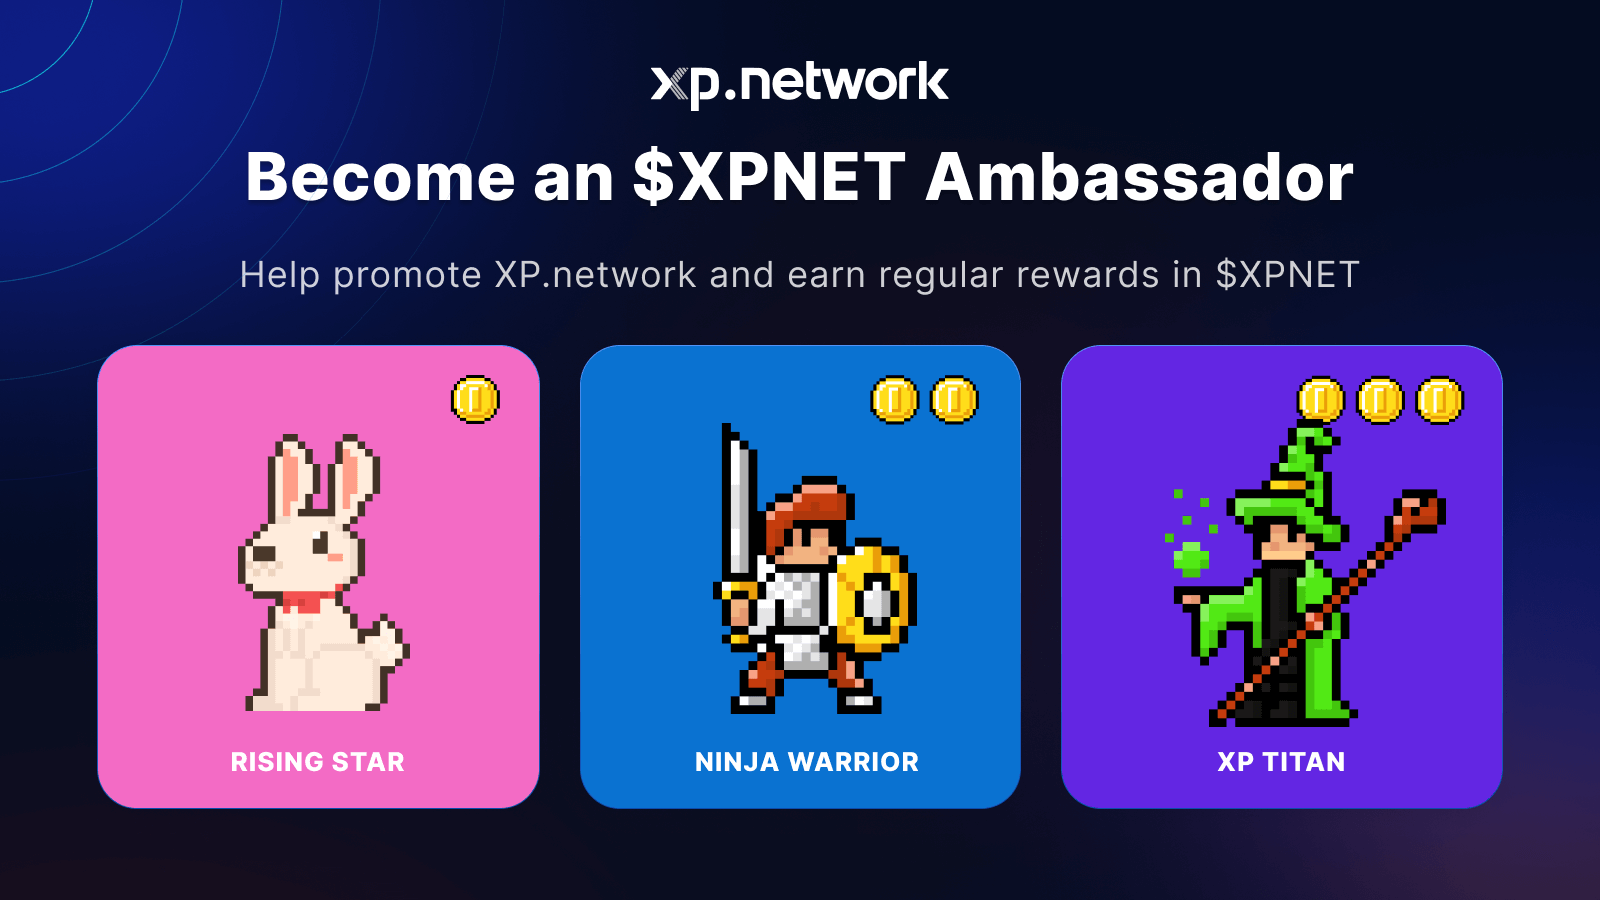 xp.network
Become an $XPNET Ambassador
Help promote XP.network and earn regular rewards in $XPNET
RISING STAR
NINJA WARRIOR
XP TITAN